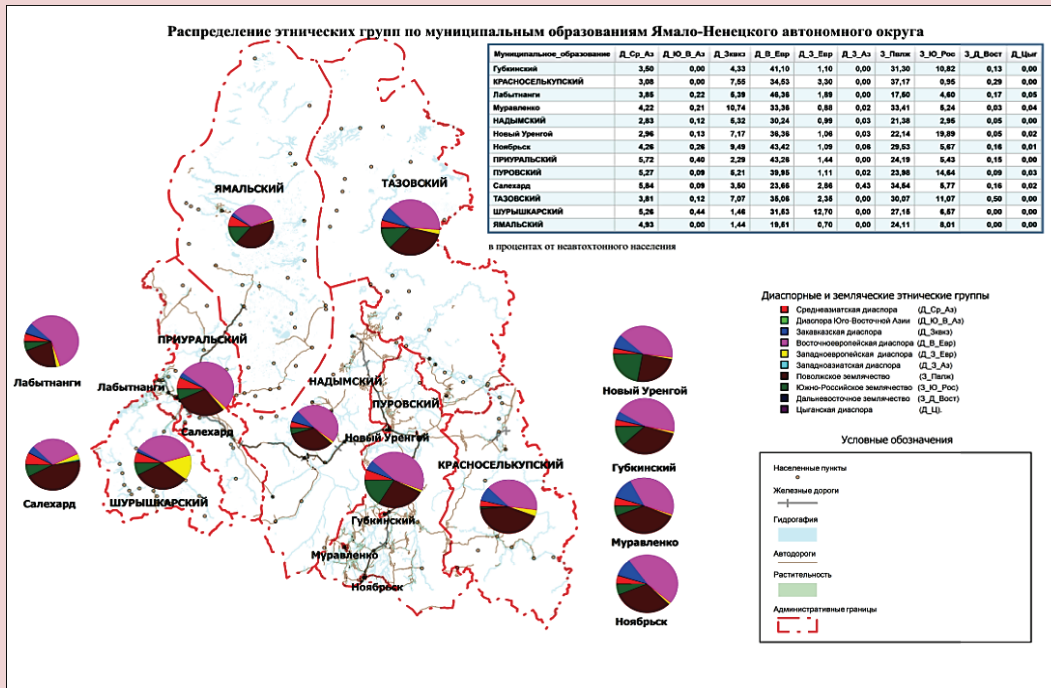 Распределение этнических групп по муниципальным образованиям Ямало-Ненецкого автономного округа
Муниципальное_образование Д_Ср_Аз Д_Ю_В_Аз Д_Зквкз Д_В_Евр Д_З_Евр Д_З_Аз З_Пвлж З_Ю_Рос З_Д_Вост Д_Цыг
Губкинский 3,50 0,00 4,33 41,10 1,10 0,00 31,30 10,82 0,13 0,00
КРАСНОСЕЛЬКУПСКИЙ 3,08 0,00 7,55 34,53 3,30 0,00 37,17 0,95 0,29 0,00
Лабытнанги 3,85 0,22 5,39 46,36 1,89 0,00 17,50 4,60 0,17 0,05
Муравленко 4,22 0,21 10,74 33,36 0,88 0,02 33,41 5,24 0,03 0,04
НАДЫМСКИЙ 2,83 0,12 5,32 30,24 0,99 0,03 21,38 2,95 0,05 0,00
Новый Уренгой 2,96 0,13 7,17 36,36 1,06 0,03 22,14 19,89 0,05 0,02
Ноябрьск 4,26 0,26 9,49 43,42 1,09 0,06 29,53 5,67 0,16 0,01
ПРИУРАЛЬСКИЙ 5,72 0,40 2,29 43,26 1,44 0,00 24,19 5,43 0,15 0,00
ПУРОВСКИЙ 5,27 0,09 5,21 39,95 1,11 0,02 23,98 14,64 0,09 0,03
Салехард 5,84 0,09 3,50 23,66 2,56 0,43 34,54 5,77 0,16 0,02
ТАЗОВСКИЙ 3,81 0,12 7,07 35,06 2,35 0,00 30,07 11,07 0,50 0,00
ШУРЫШКАРСКИЙ 5,26 0,44 1,46 31,53 12,70 0,00 27,15 6,57 0,00 0,00
ЯМАЛЬСКИЙ 4,93 0,00 1,44 19,61 0,70 0,00 24,11 8,01 0,00 0,00
в процентах от неавтохтонного населения
ЯМАЛЬСКИЙ
ТАЗОВСКИЙ
ПРИУРАЛЬСКИЙ
Лабытнанги
Лабытнанги
НАДЫМСКИЙ
ПУРОВСКИЙ
Салехард
Новый Уренгой
КРАСНОСЕЛЬКУПСКИЙ
Салехард
ШУРЫШКАРСКИЙ
Губкинский
Муравленко
Ноябрьск
Новый Уренгой
Губкинский
Муравленко
Ноябрьск
Диаспорные и земляческие этнические группы
Среднеазиатская диаспора (Д_Ср_Аз)
Диаспора Юго-Восточной Азии (Д_Ю_В_Аз)
Закавказская диаспора (Д_Зквкз)
Восточноевропейская диаспора (Д_В_Евр)
Западноевропейская диаспора (Д_З_Евр)
Западноазиатская диаспора (Д_З_Аз)
Поволжское землячество (З_Пвлж)
Южно-Российское землячество (З_Ю_Рос)
Дальневосточное землячество (З_Д_Вост)
Цыганская диаспора (Д_Ц).
Условные обозначения
Населенные пункты
Железные дороги
Гидрогафия
Автодороги
Растительность
Административные границы